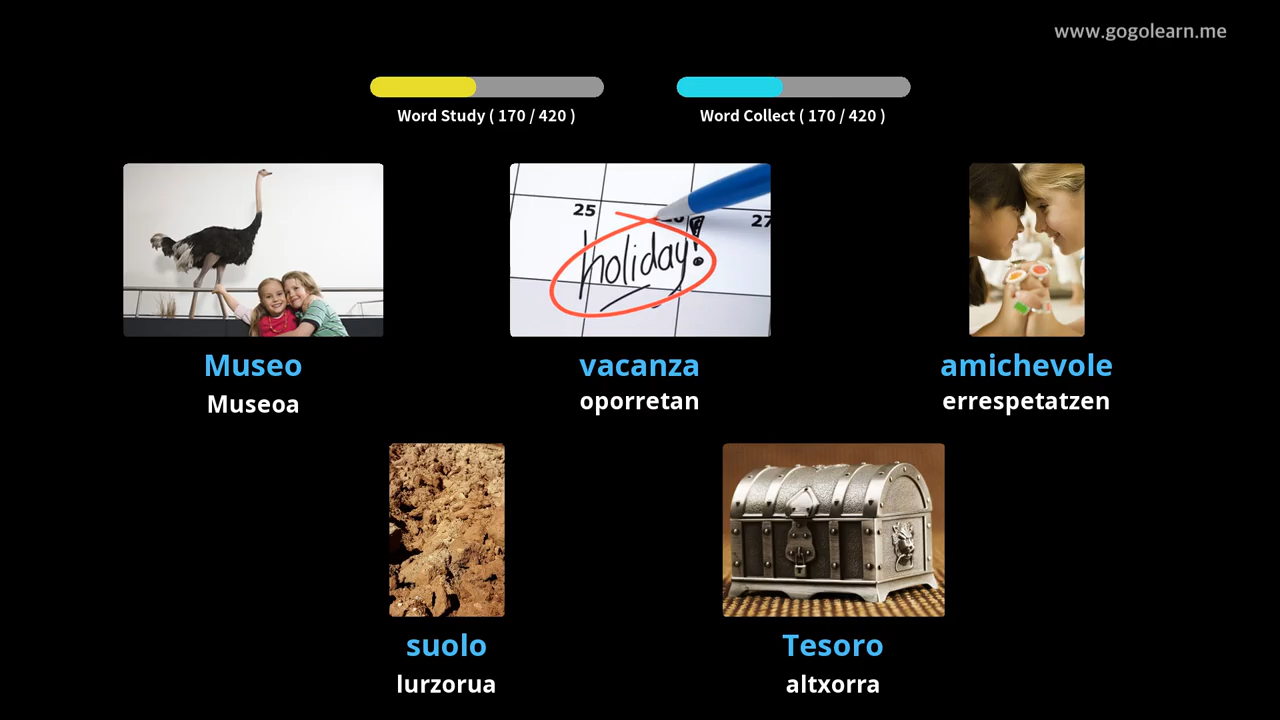 www.gogolearn.me
Word Study ( 170 / 420 )
Word Collect ( 170 / 420 )
25
27
holiday!
Museo
vacanza
amichevole
Museoa
oporretan
errespetatzen
suolo
Tesoro
lurzorua
altxorra